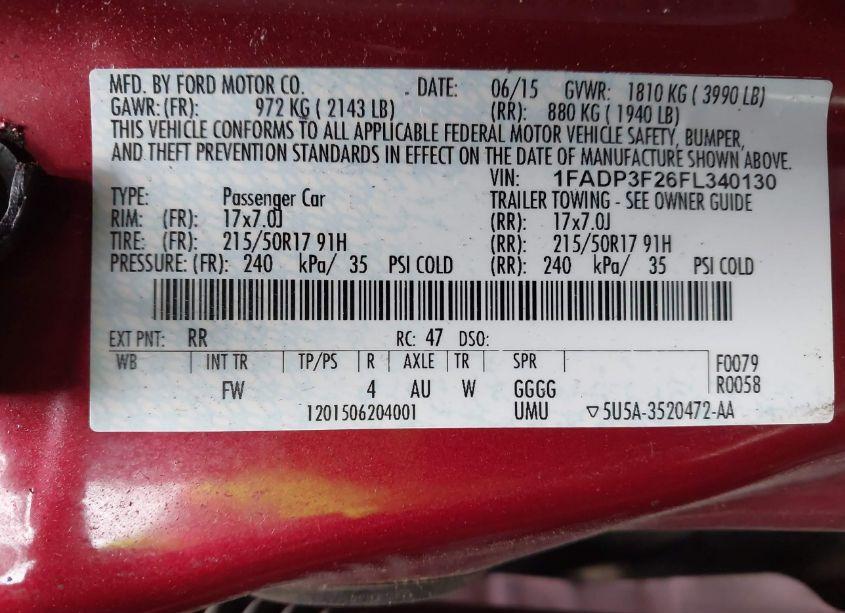 MFD. BY FORD MOTOR CO. DATE: 06/15 GVWR: 1810 KG ( 3990 LB)
GAWR: (FR): 972 KG ( 2143 LB) (RR): 880 KG ( 1940 LB)
THIS VEHICLE CONFORMS TO ALL APPLICABLE FEDERAL MOTOR VEHICLE SAFETY, BUMPER,
AND THEFT PREVENTION STANDARDS IN EFFECT ON THE DATE OF MANUFACTURE SHOWN ABOVE.
VIN: 1FADP3F26FL340130
TYPE: Passenger Car TRAILER TOWING - SEE OWNER GUIDE
RIM: (FR): 17x7.0J (RR): 17x7.0J
TIRE: (FR): 215/50R17 91H (RR): 215/50R17 91H
PRESSURE: (FR): 240 kPa/ 35 PSI COLD (RR): 240 kPa/ 35 PSI COLD
EXT PNT: RR RC: 47 DSO:
WB INT TR TP/PS R AXLE TR SPR F0079
FW 4 AU W GGGG R0058
1201506204001 UMU ▽5U5A-3520472-AA